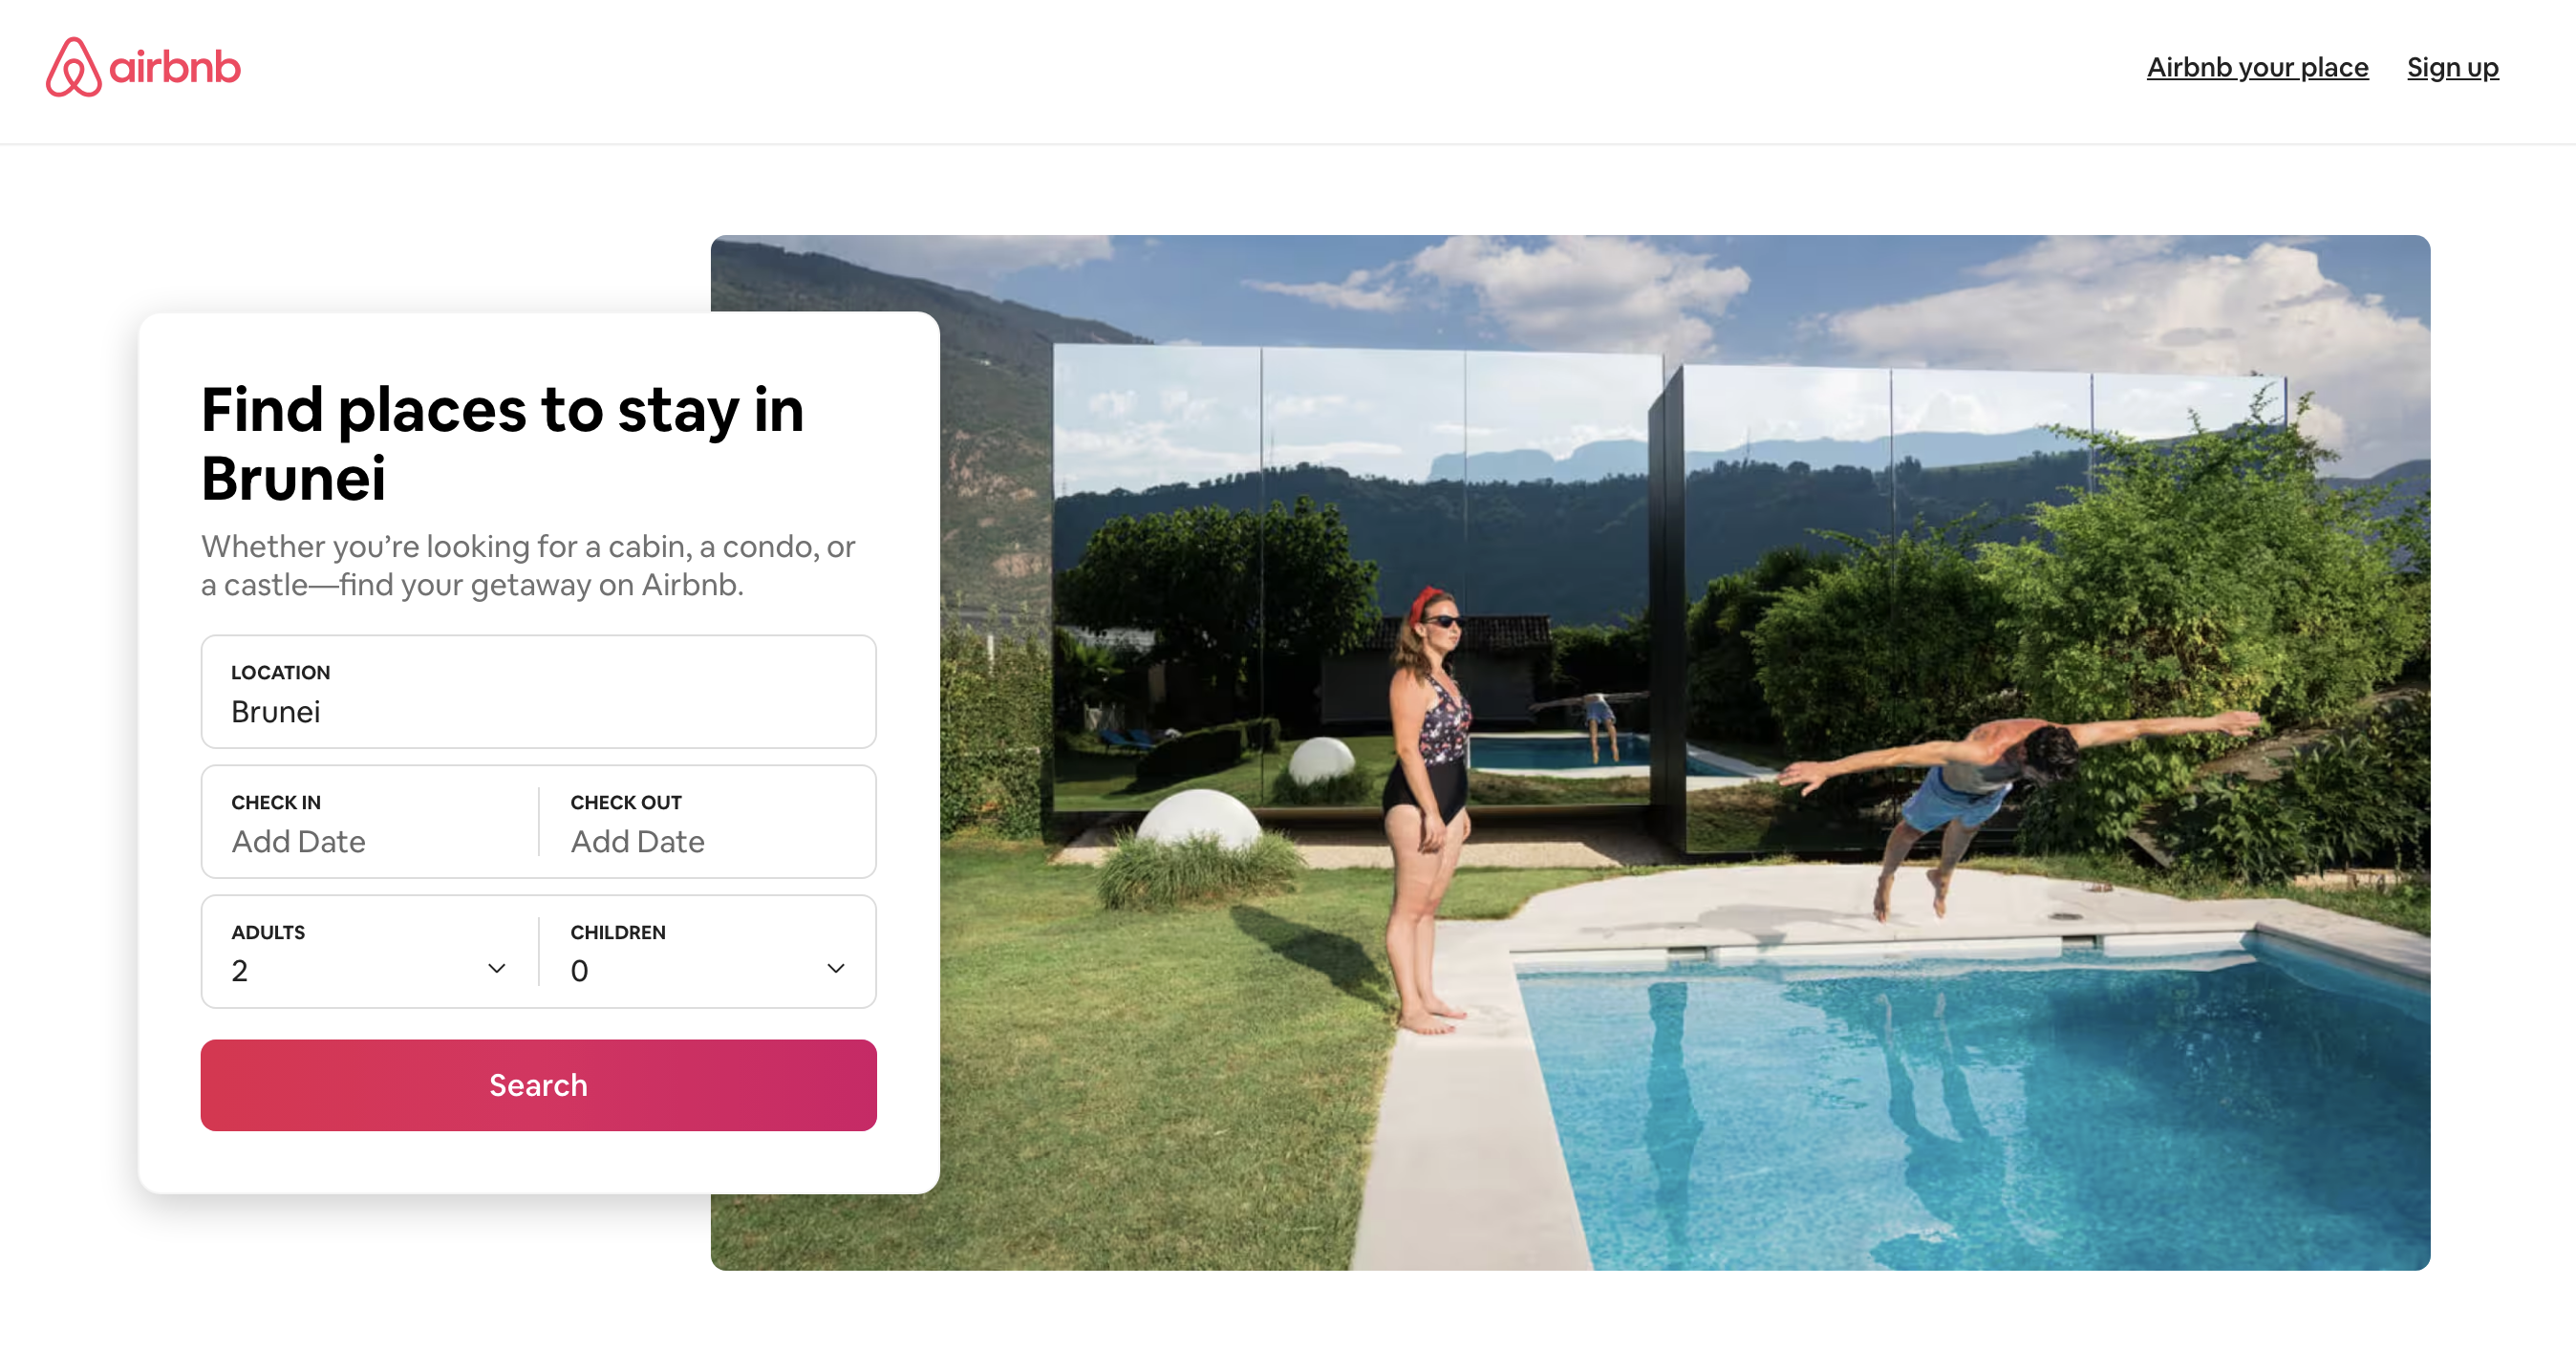 airbnb
Airbnb your place
Sign up
Find places to stay in
Brunei
Whether you’re looking for a cabin, a condo, or
a castle—find your getaway on Airbnb.
LOCATION
Brunei
CHECK IN
Add Date
CHECK OUT
Add Date
ADULTS
2
CHILDREN
0
Search